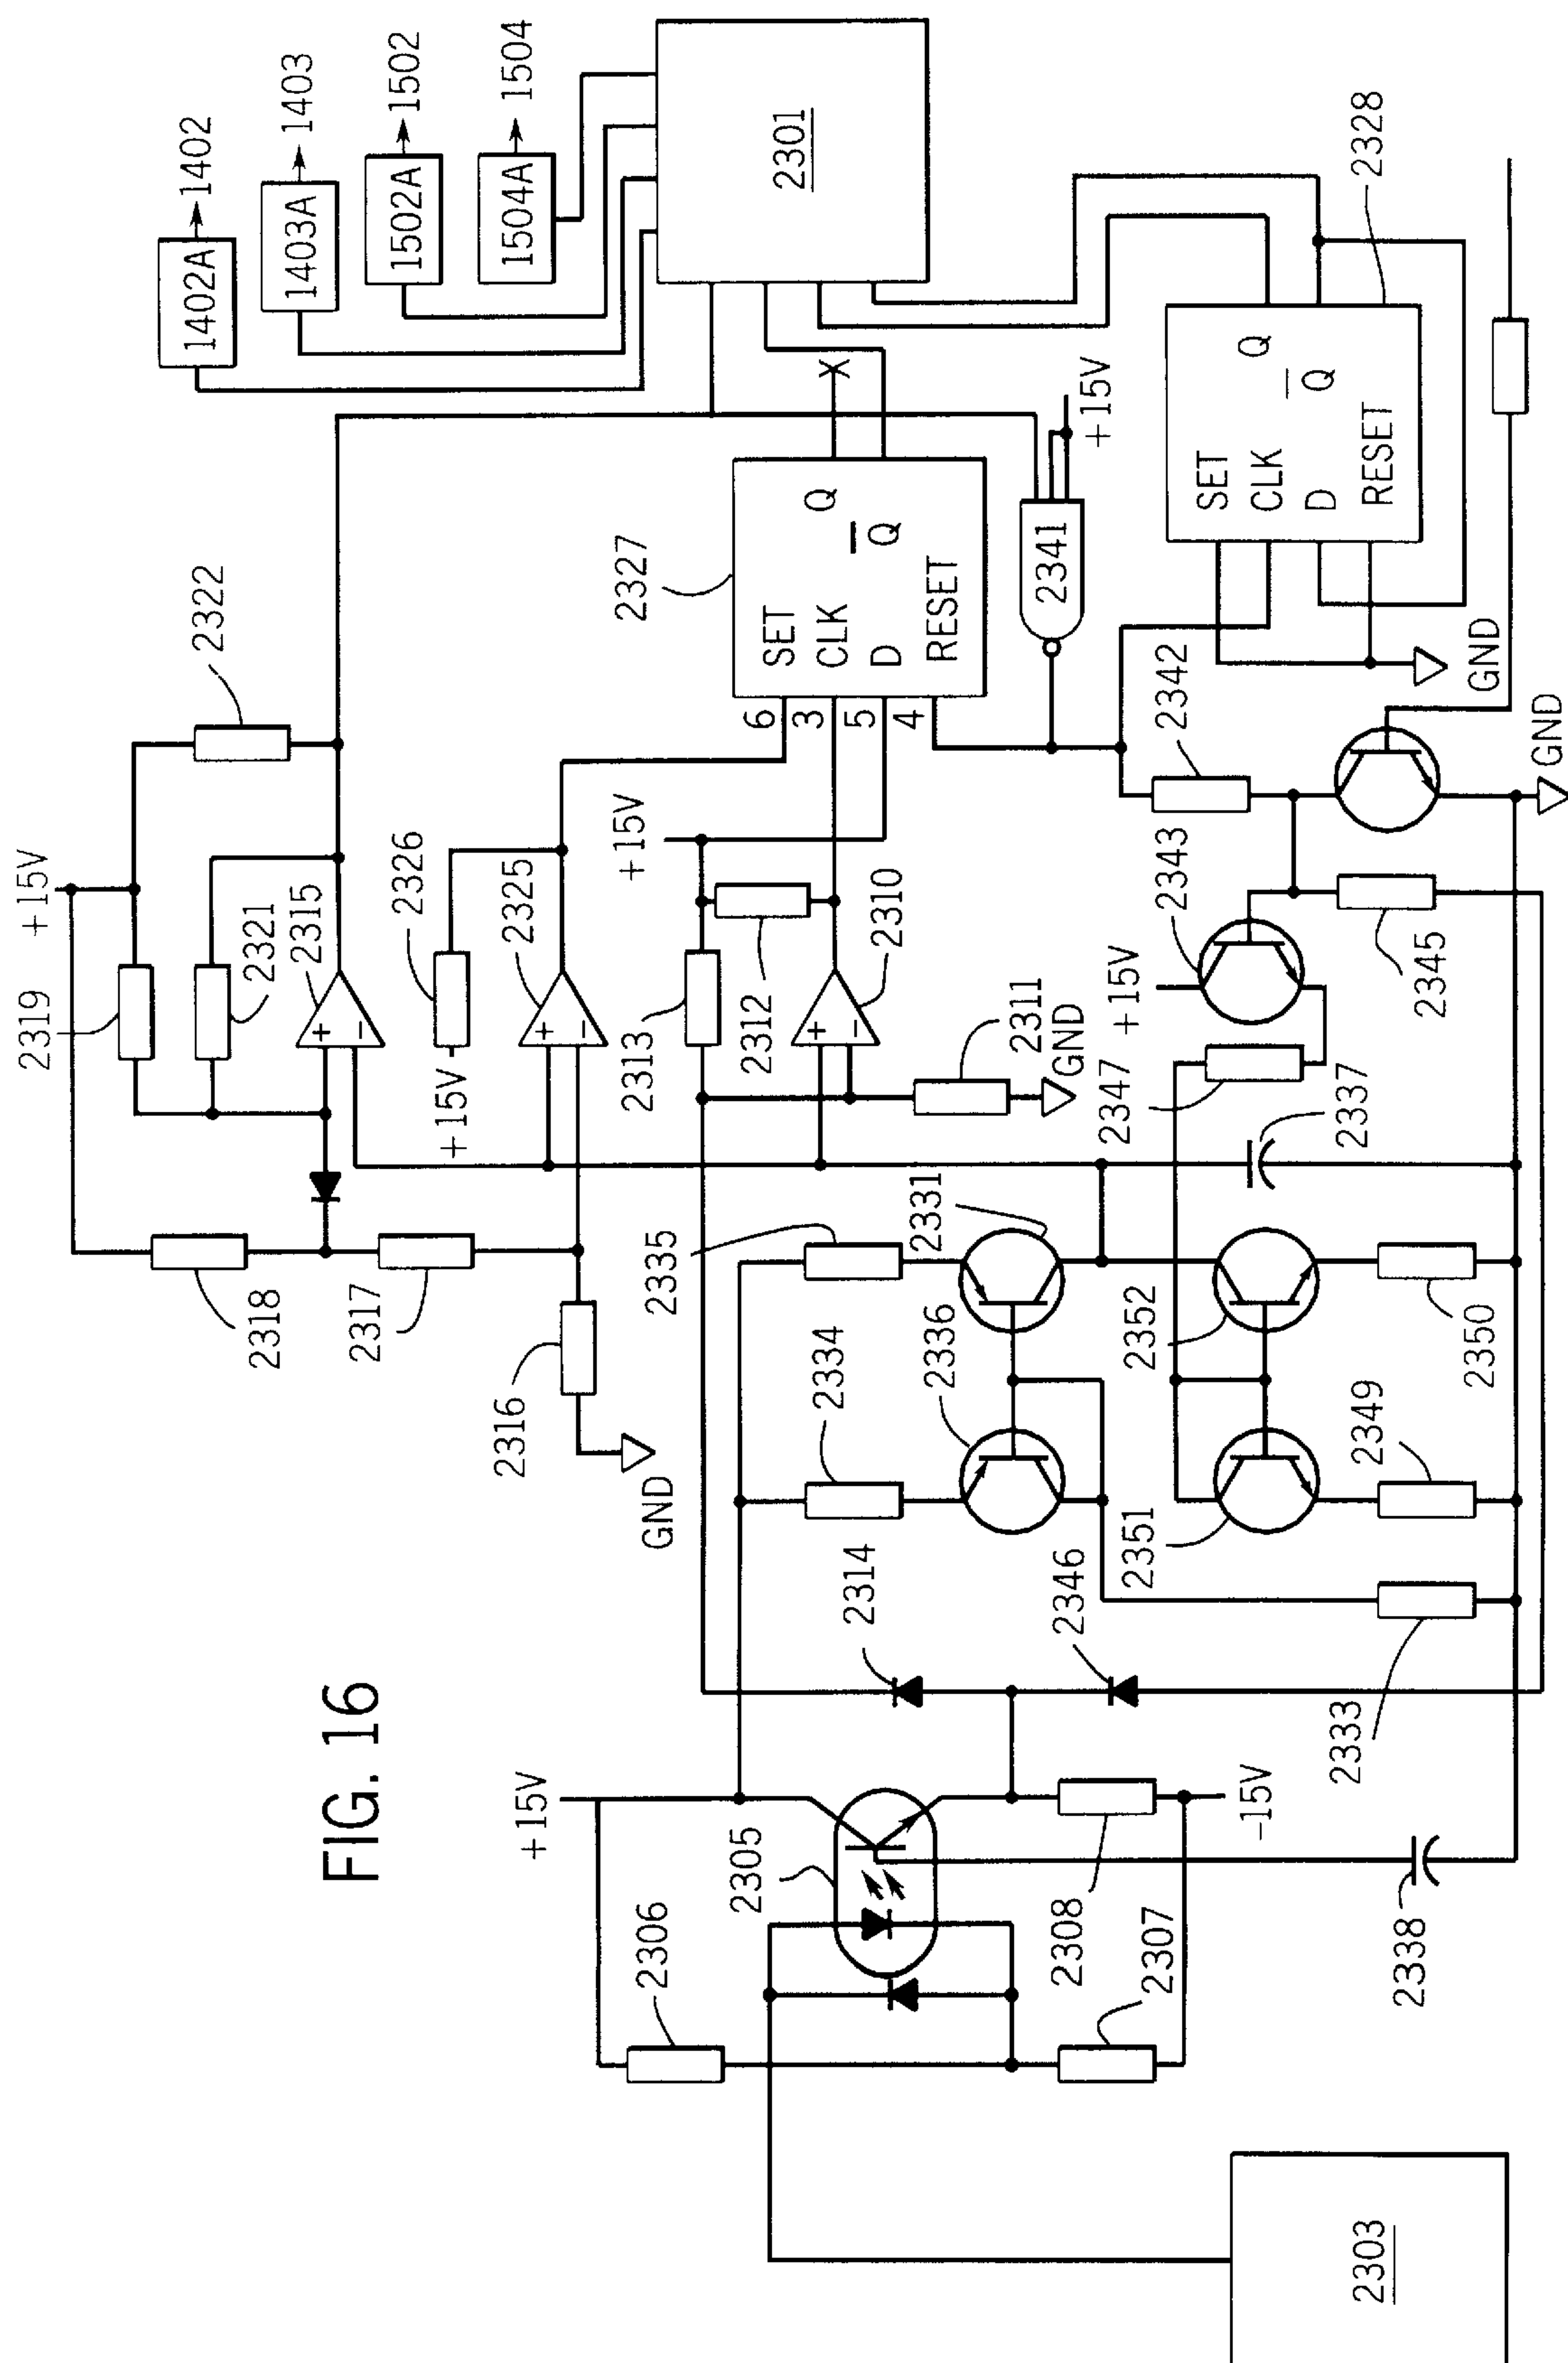 FIG. 16
1402A
1402
1403A
1403
1502A
1502
1504A
1504
2301
+15V
2319
2321
2315
+
-
2322
2318
2317
2316
GND
2326
+15V
2325
+
-
2327
6
3
5
4
SET
CLK
D
RESET
Q
Q
X
+15V
2313
2312
2310
+
-
2311
GND
2341
+15V
2328
SET
CLK
D
RESET
Q
Q
GND
2342
2343
+15V
2345
2347
2337
GND
2335
2331
2334
2336
2352
2350
2351
2349
2314
2346
2333
+15V
2305
2306
2308
2307
-15V
2338
2303